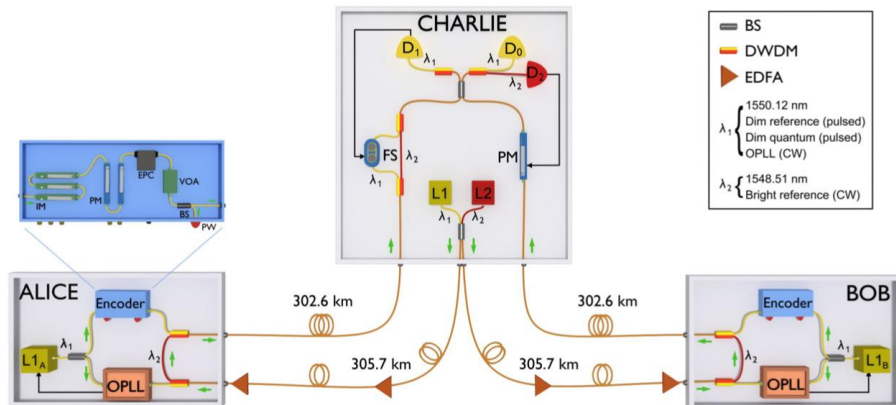 CHARLIE
D1
D0
λ1
λ1
D2
λ2
FS
λ2
λ1
PM
L1
L2
λ1
λ2
BS
DWDM
EDFA
λ1
1550.12 nm
Dim reference (pulsed)
Dim quantum (pulsed)
OPLL (CW)
λ2
1548.51 nm
Bright reference (CW)
IM
PM
EPC
VOA
BS
PW
ALICE
Encoder
L1A
λ1
λ2
OPLL
302.6 km
305.7 km
302.6 km
305.7 km
BOB
Encoder
λ1
L1B
λ2
OPLL